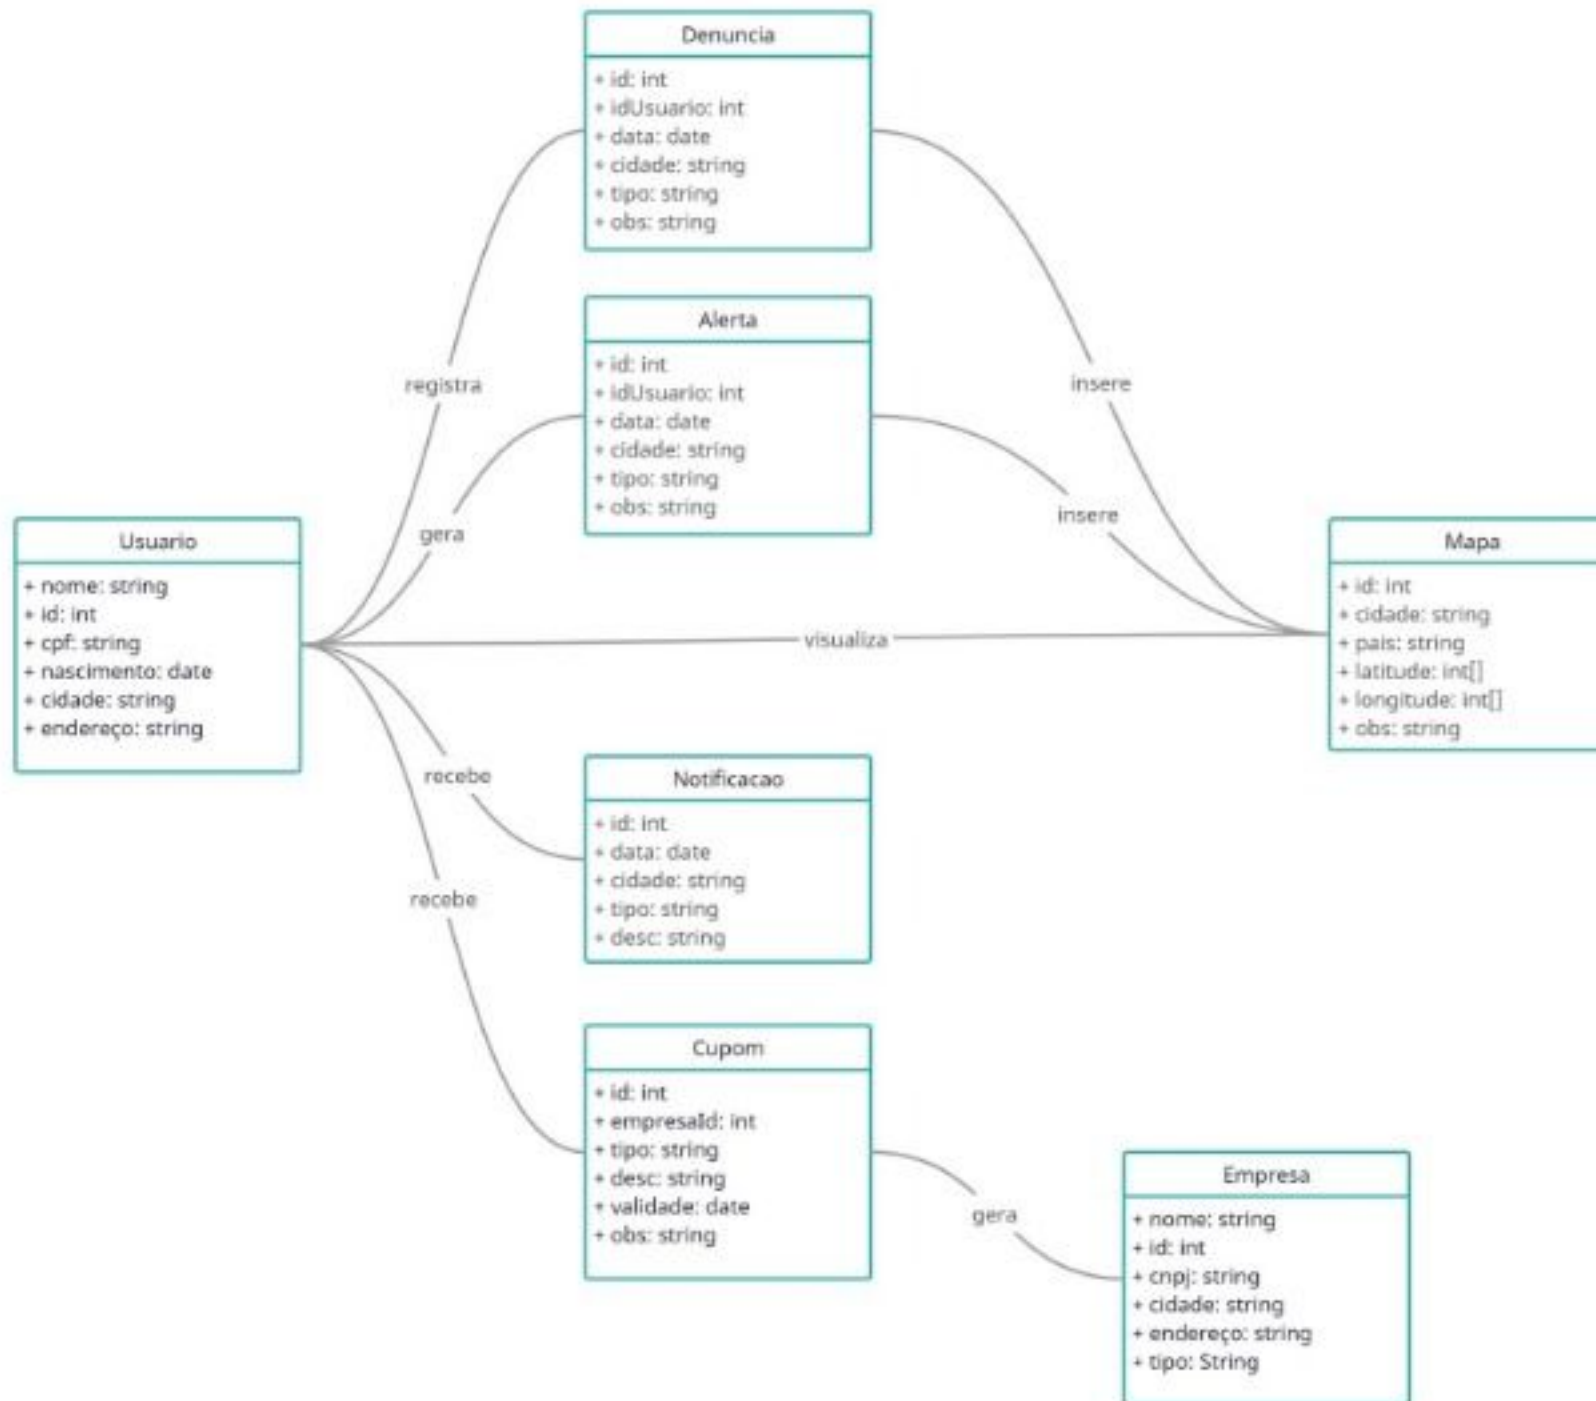 Denuncia
+ id: int
+ idUsuario: int
+ data: date
+ cidade: string
+ tipo: string
+ obs: string
Alerta
+ id: int
+ idUsuario: int
+ data: date
+ cidade: string
+ tipo: string
+ obs: string
registra
insere
gera
insere
Usuario
+ nome: string
+ id: int
+ cpf: string
+ nascimento: date
+ cidade: string
+ endereço: string
visualiza
Mapa
+ id: int
+ cidade: string
+ pais: string
+ latitude: int[]
+ longitude: int[]
+ obs: string
recebe
Notificacao
+ id: int
+ data: date
+ cidade: string
+ tipo: string
+ desc: string
recebe
Cupom
+ id: int
+ empresaId: int
+ tipo: string
+ desc: string
+ validade: date
+ obs: string
gera
Empresa
+ nome: string
+ id: int
+ cnpj: string
+ cidade: string
+ endereço: string
+ tipo: String